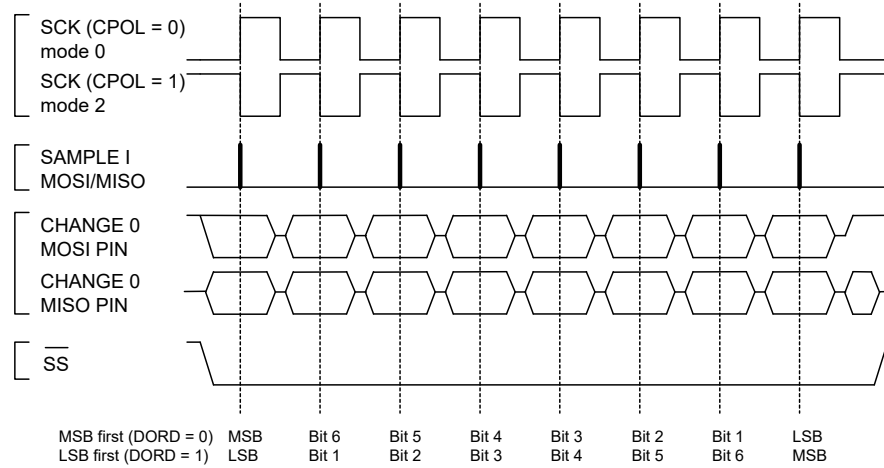 SCK (CPOL = 0)
mode 0
SCK (CPOL = 1)
mode 2
SAMPLE I
MOSI/MISO
CHANGE 0
MOSI PIN
CHANGE 0
MISO PIN
SS
MSB first (DORD = 0) MSB Bit 6 Bit 5 Bit 4 Bit 3 Bit 2 Bit 1 LSB
LSB first (DORD = 1) LSB Bit 1 Bit 2 Bit 3 Bit 4 Bit 5 Bit 6 MSB